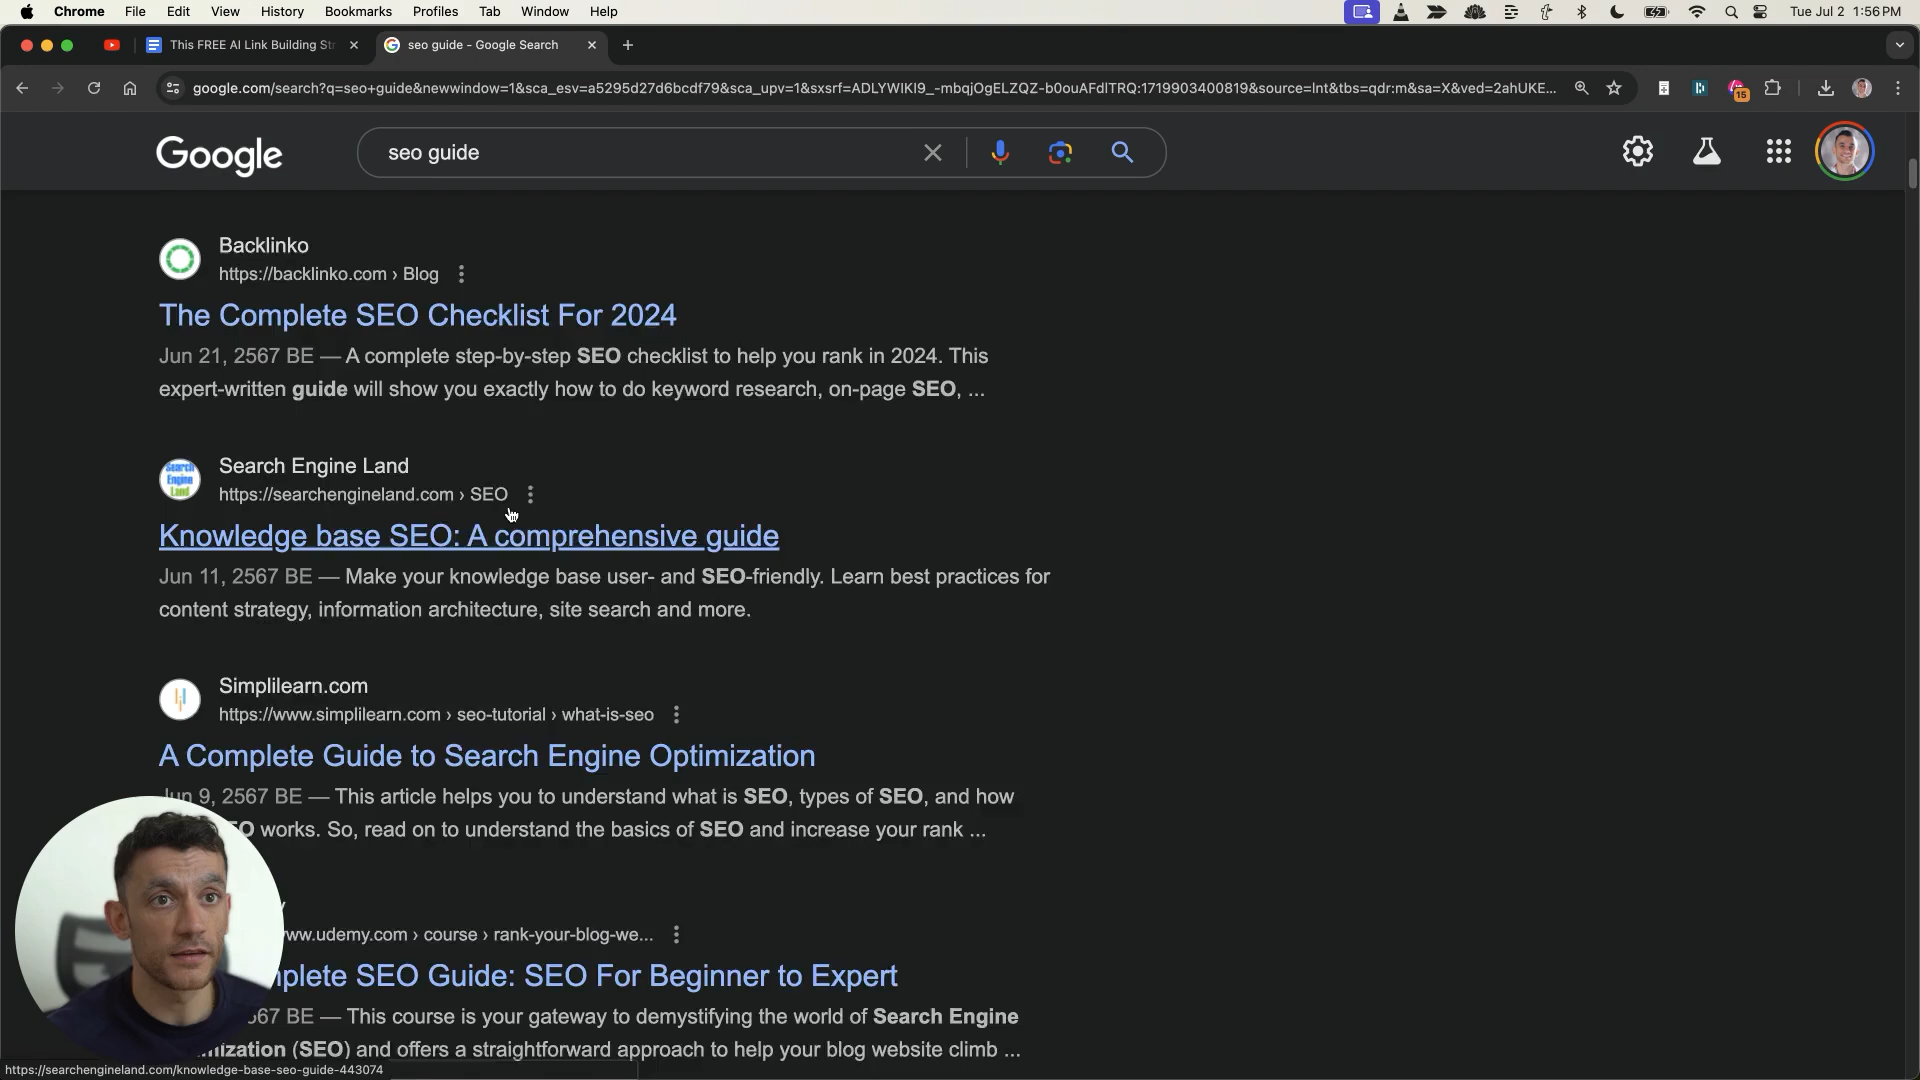 Chrome File Edit View History Bookmarks Profiles Tab Window Help Tue Jul 2 1:56 PM
This FREE AI Link Building St
seo guide - Google Search
google.com/search?q=seo+guide&newwindow=1&sca_esv=a5295d27d6bcdf79&sca_upv=1&sxsrf=ADLYWIKI9_-mbqjOgELZQZ-b0ouAFdlTRQ:1719903400819&source=lnt&tbs=qdr:m&sa=X&ved=2ahUKE...
15
Google
seo guide
Backlinko
https://backlinko.com › Blog
The Complete SEO Checklist For 2024
Jun 21, 2567 BE — A complete step-by-step SEO checklist to help you rank in 2024. This
expert-written guide will show you exactly how to do keyword research, on-page SEO, ...
Search Engine Land
Search Engine Land
https://searchengineland.com › SEO
Knowledge base SEO: A comprehensive guide
Jun 11, 2567 BE — Make your knowledge base user- and SEO-friendly. Learn best practices for
content strategy, information architecture, site search and more.
Simplilearn.com
https://www.simplilearn.com › seo-tutorial › what-is-seo
A Complete Guide to Search Engine Optimization
Jun 9, 2567 BE — This article helps you to understand what is SEO, types of SEO, and how
works. So, read on to understand the basics of SEO and increase your rank ...
ww.udemy.com › course › rank-your-blog-we...
plete SEO Guide: SEO For Beginner to Expert
67 BE — This course is your gateway to demystifying the world of Search Engine
mization (SEO) and offers a straightforward approach to help your blog website climb ...
https://searchengineland.com/knowledge-base-seo-guide-443074